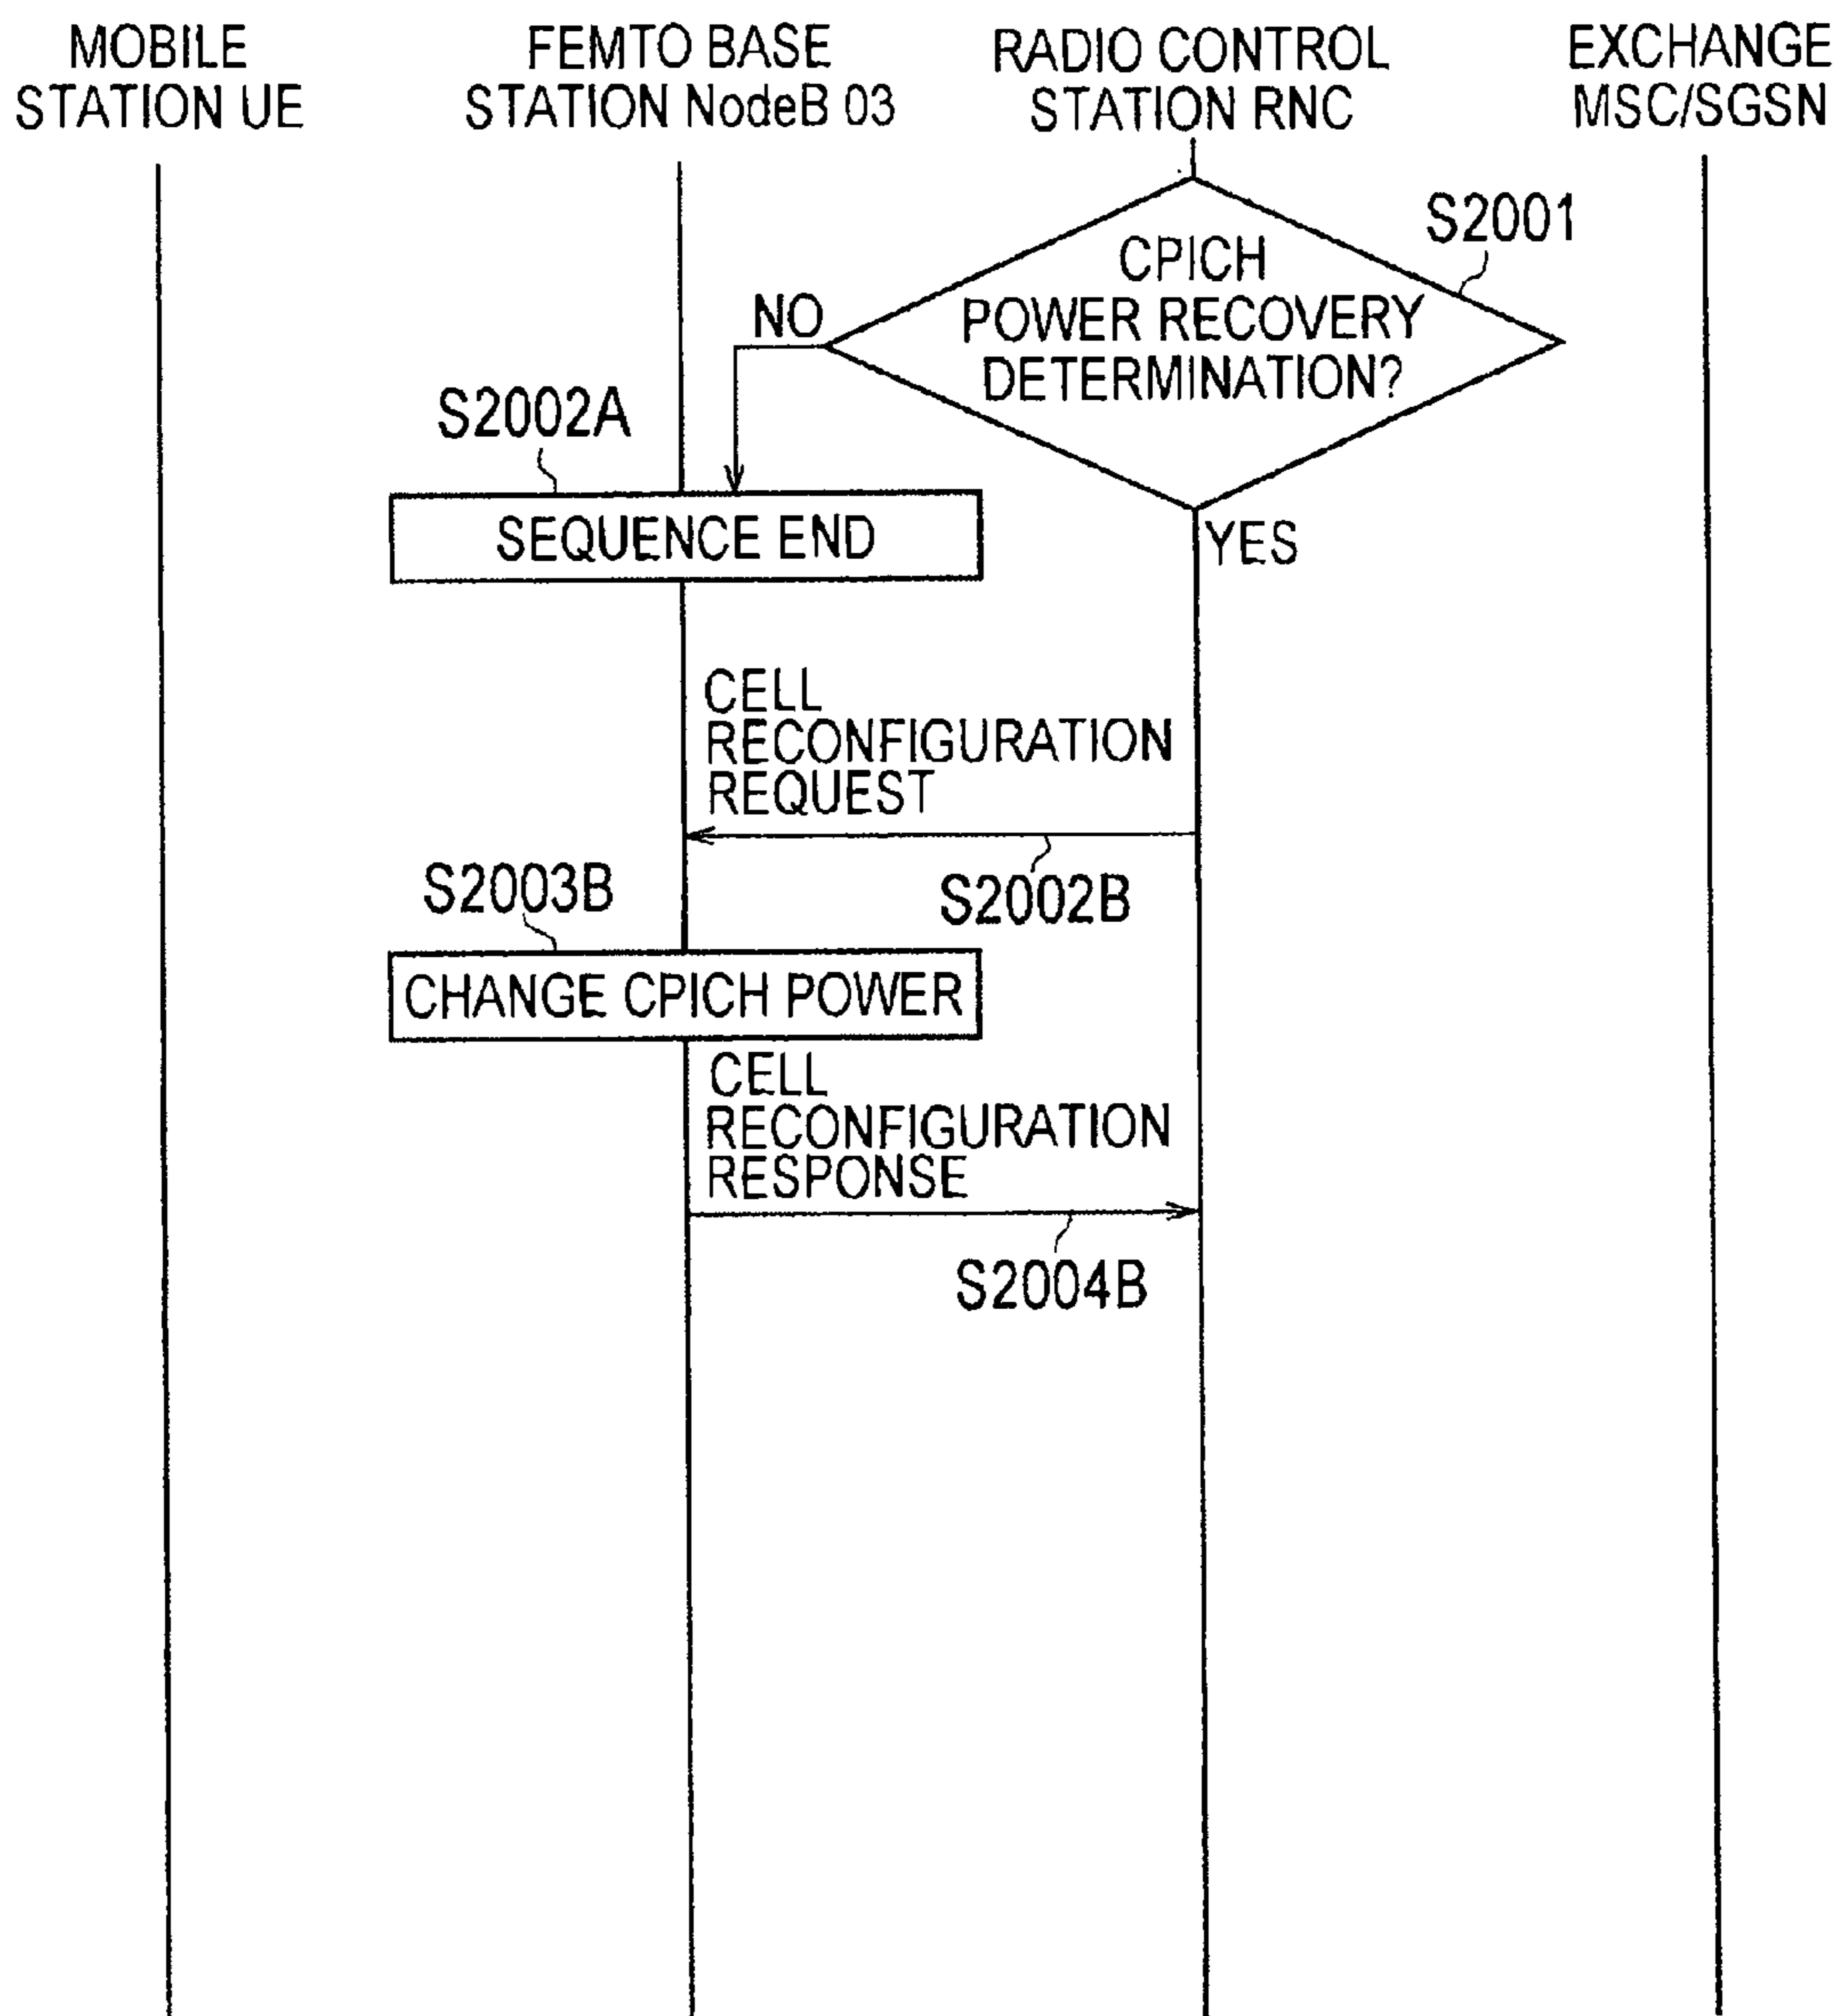 MOBILE
STATION UE
FEMTO BASE
STATION NodeB 03
RADIO CONTROL
STATION RNC
EXCHANGE
MSC/SGSN
S2001
CPICH
POWER RECOVERY
DETERMINATION?
NO
S2002A
SEQUENCE END
YES
CELL
RECONFIGURATION
REQUEST
S2002B
S2003B
CHANGE CPICH POWER
CELL
RECONFIGURATION
RESPONSE
S2004B